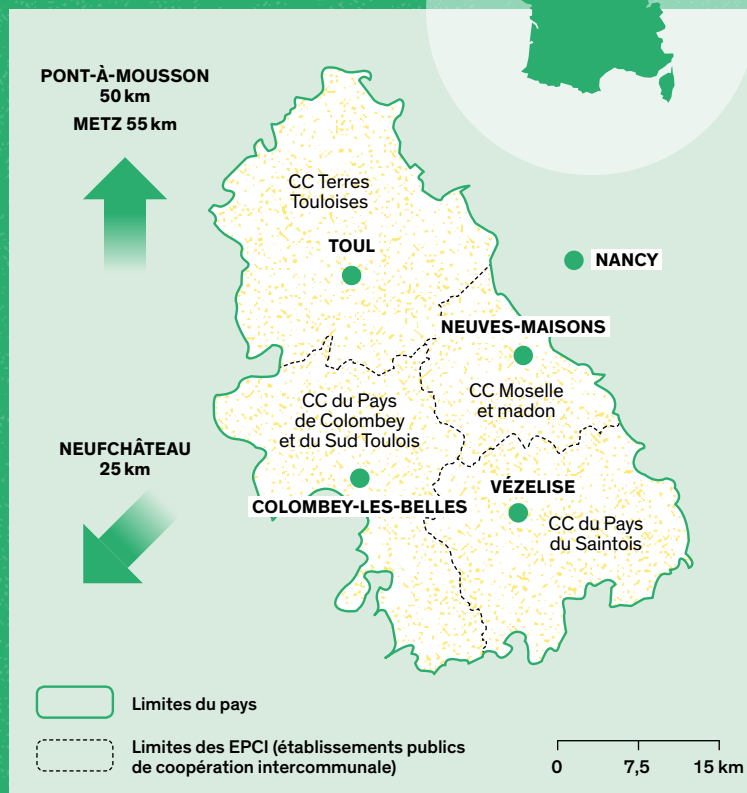 PONT-À-MOUSSON
50 km
METZ 55 km
CC Terres
Touloises
TOUL
NANCY
NEUVES-MAISONS
CC Moselle
et madon
CC du Pays
de Colombey
et du Sud Toulois
NEUFCHÂTEAU
25 km
COLOMBEY-LES-BELLES
VÉZELISE
CC du Pays
du Saintois
Limites du pays
Limites des EPCI (établissements publics
de coopération intercommunale)
0 7,5 15 km